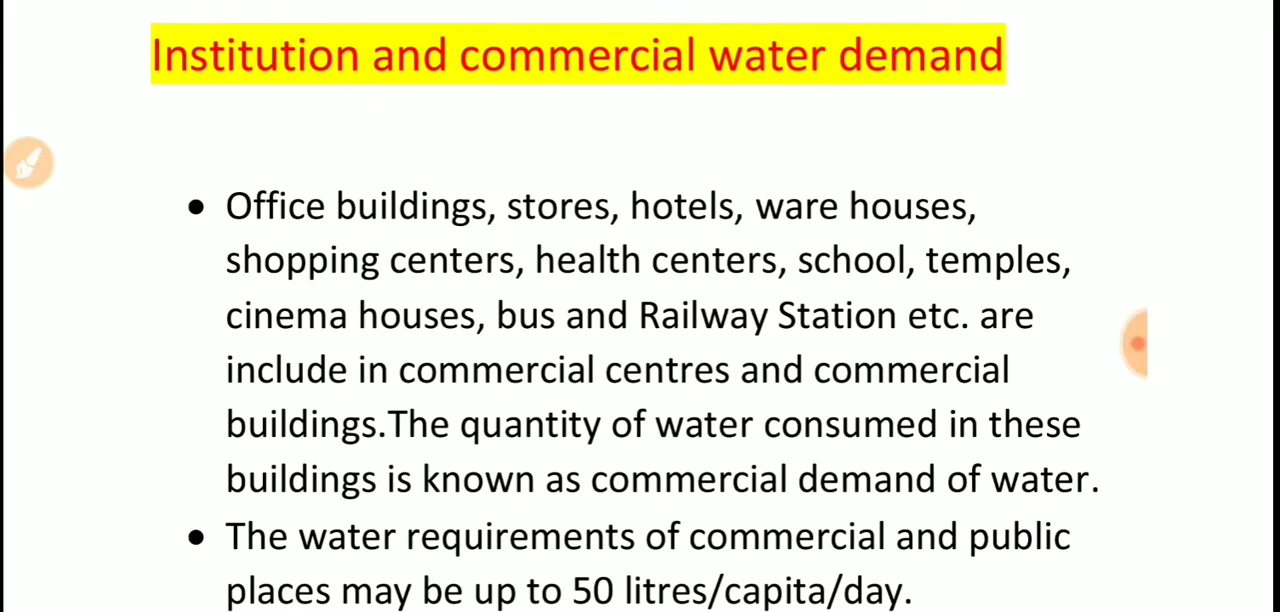 Institution and commercial water demand
• Office buildings, stores, hotels, ware houses,
shopping centers, health centers, school, temples,
cinema houses, bus and Railway Station etc. are
include in commercial centres and commercial
buildings.The quantity of water consumed in these
buildings is known as commercial demand of water.
• The water requirements of commercial and public
places may be up to 50 litres/capita/day.